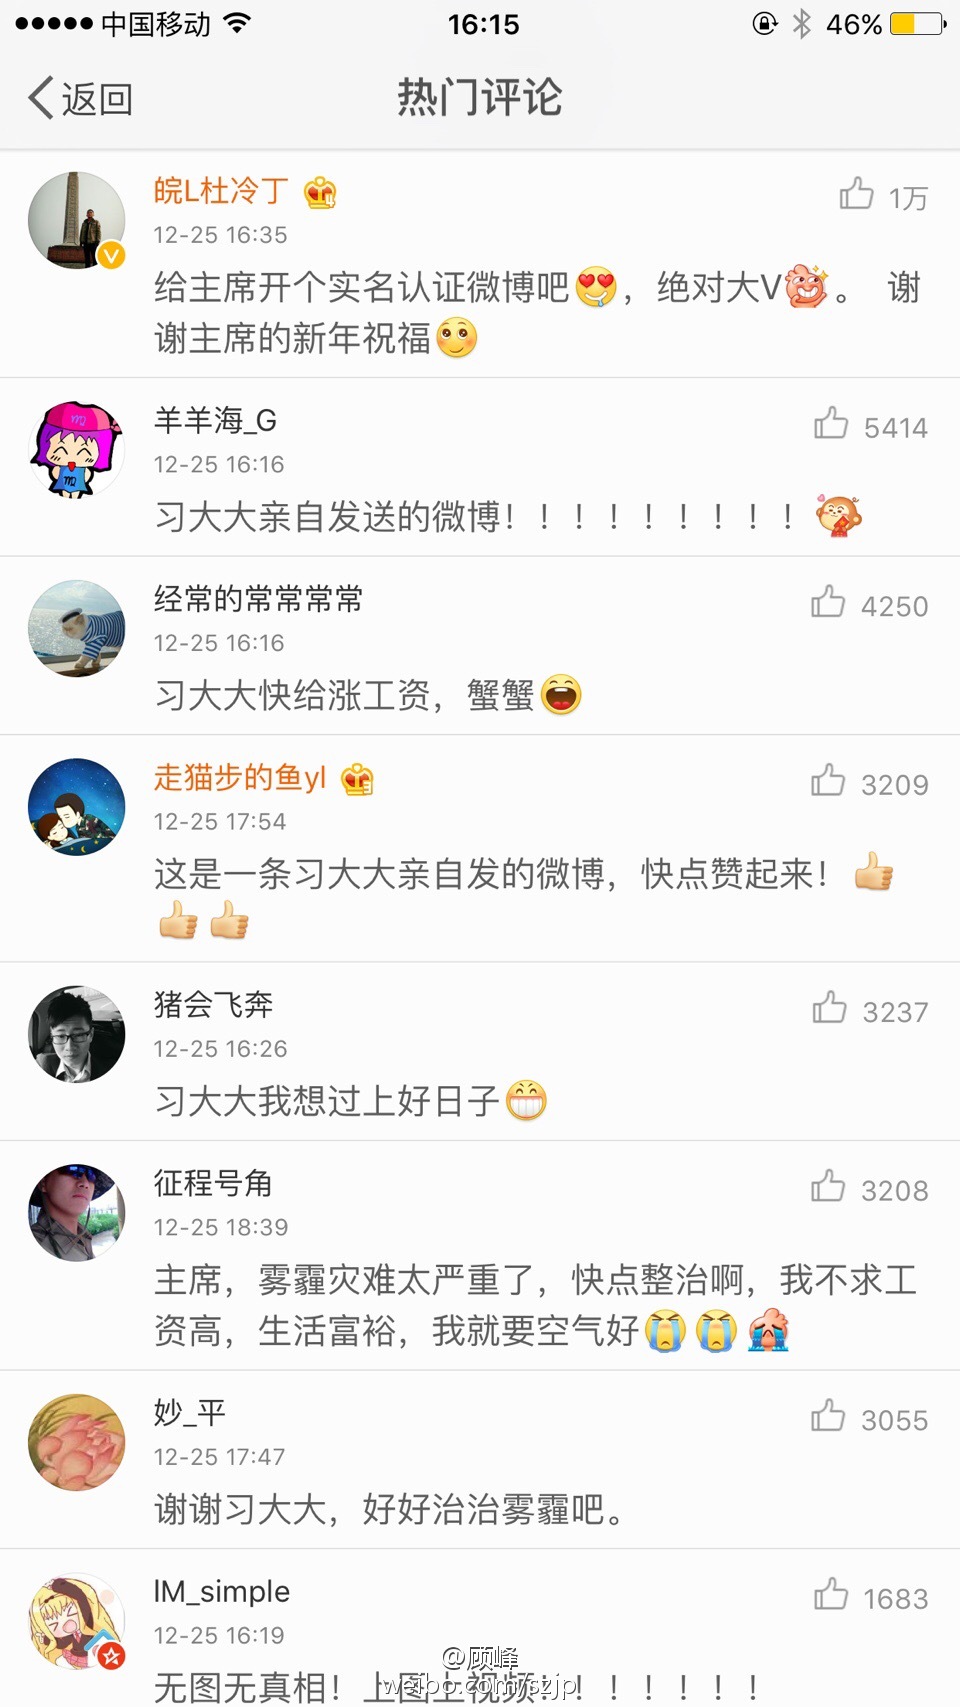 中国移动 16:15 46%
返回 热门评论
皖L杜冷丁 1万
12-25 16:35
给主席开个实名认证微博吧，绝对大V。 谢
谢主席的新年祝福
羊羊海_G 5414
12-25 16:16
习大大亲自发送的微博！！！！！！！！！
经常的常常常常 4250
12-25 16:16
习大大快给涨工资，蟹蟹
走猫步的鱼yl 3209
12-25 17:54
这是一条习大大亲自发的微博，快点赞起来！
猪会飞奔 3237
12-25 16:26
习大大我想过上好日子
征程号角 3208
12-25 18:39
主席，雾霾灾难太严重了，快点整治啊，我不求工
资高，生活富裕，我就要空气好
妙_平 3055
12-25 17:47
谢谢习大大，好好治治雾霾吧。
IM_simple 1683
12-25 16:19
无图无真相！上图上视频！！！！！！！
@顾峰
weibo.com/szjp